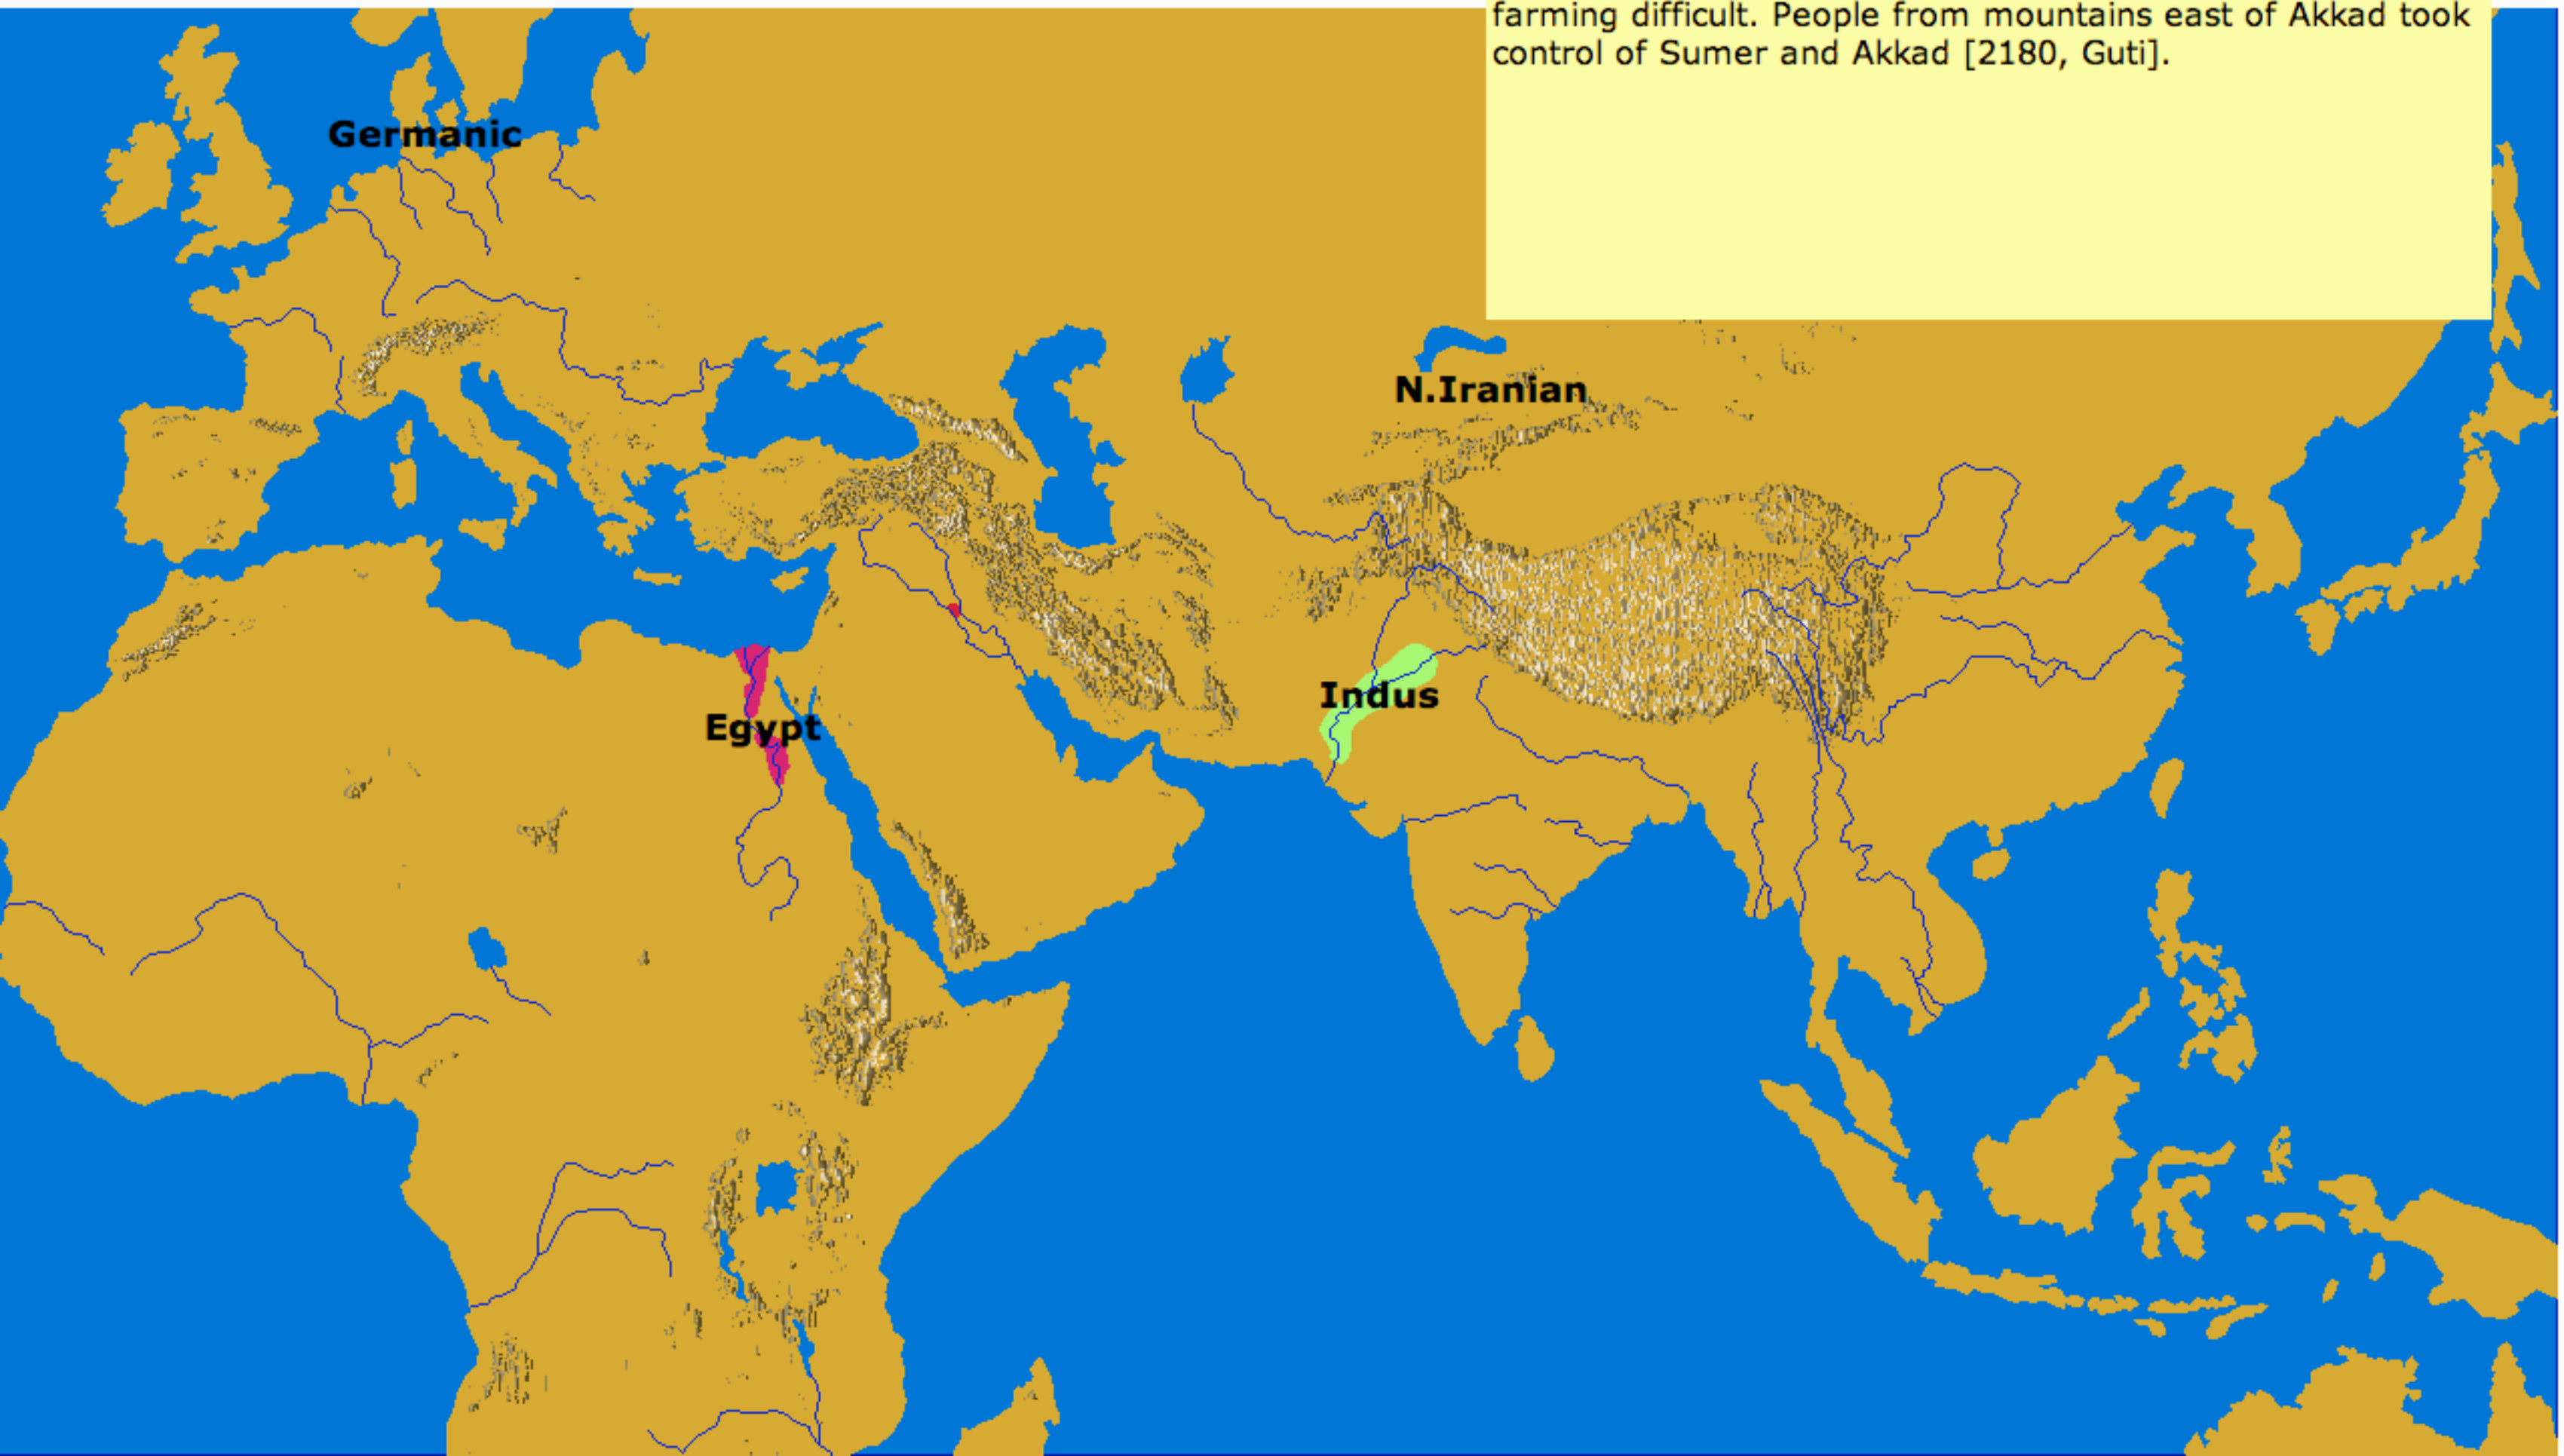 farming difficult. People from mountains east of Akkad took
control of Sumer and Akkad [2180, Guti].
Germanic
N.Iranian
Indus
Egypt